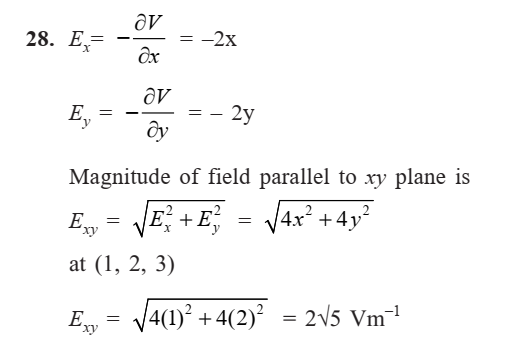 28. Eₓ= −∂V/∂x = –2x
E_y = −∂V/∂y = – 2y
Magnitude of field parallel to xy plane is
E_xy = √(E_x² + E_y²) = √(4x² + 4y²)
at (1, 2, 3)
E_xy = √(4(1)² + 4(2)²) = 2√5 Vm⁻¹